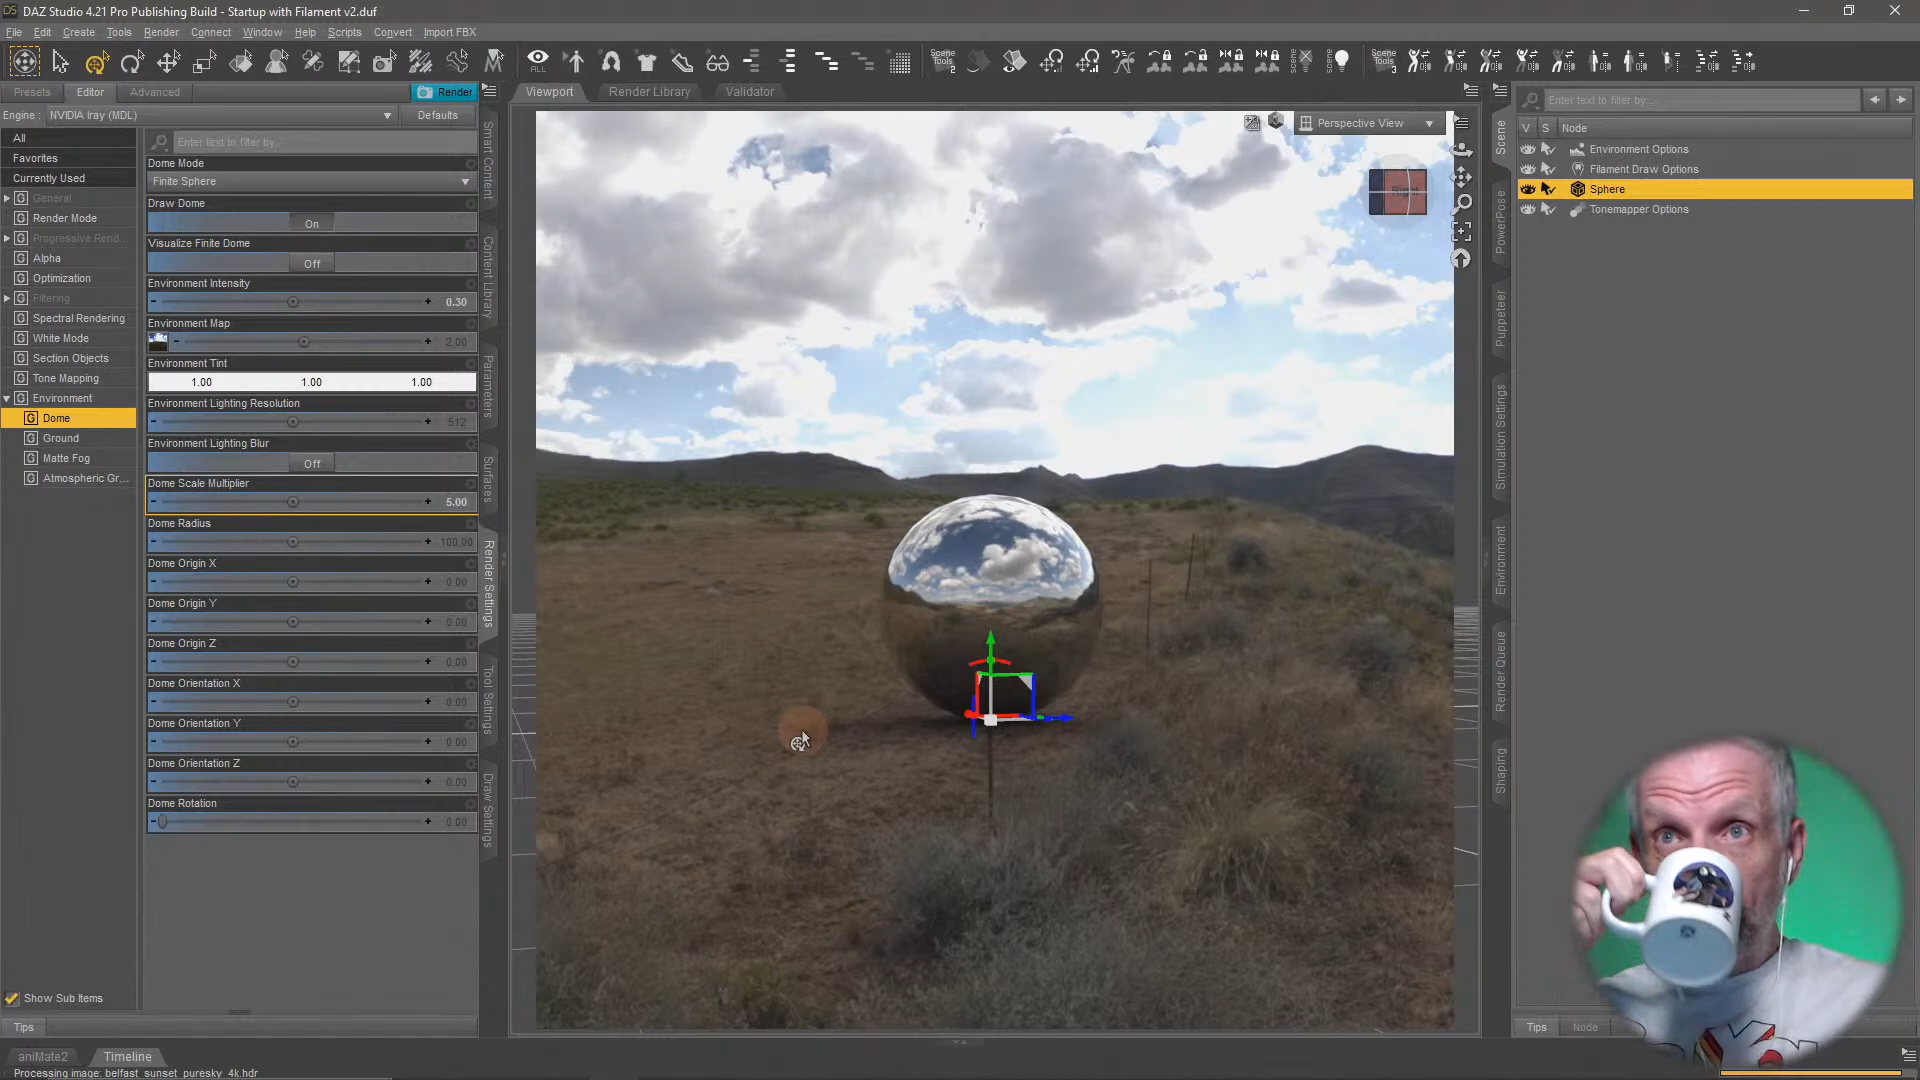 DAZ Studio 4.21 Pro Publishing Build - Startup with Filament v2.duf
File Edit Create Tools Render Connect Window Help Scripts Convert Import FBX
ALL
Scene Tools 2
scene
scene
Scene Tools 3
Presets Editor Advanced Render
Engine : NVIDIA Iray (MDL) Defaults
All
Favorites
Currently Used
General
Render Mode
Progressive Rend...
Alpha
Optimization
Filtering
Spectral Rendering
White Mode
Section Objects
Tone Mapping
Environment
Dome
Ground
Matte Fog
Atmospheric Gr...
Show Sub Items
Tips
Enter text to filter by...
Dome Mode
Finite Sphere
Draw Dome
On
Visualize Finite Dome
Off
Environment Intensity
0.30
Environment Map
2.00
Environment Tint
1.00 1.00 1.00
Environment Lighting Resolution
512
Environment Lighting Blur
Off
Dome Scale Multiplier
5.00
Dome Radius
100.00
Dome Origin X
0.00
Dome Origin Y
0.00
Dome Origin Z
0.00
Dome Orientation X
0.00
Dome Orientation Y
0.00
Dome Orientation Z
0.00
Dome Rotation
0.00
Smart Content
Content Library
Parameters
Surfaces
Render Settings
Tool Settings
Draw Settings
Viewport Render Library Validator
Perspective View
Right
Scene
PowerPose
Puppeteer
Simulation Settings
Environment
Render Queue
Shaping
Enter text to filter by...
V S Node
Environment Options
Filament Draw Options
Sphere
Tonemapper Options
Tips Node
aniMate2 Timeline
Processing image: belfast_sunset_puresky_4k.hdr